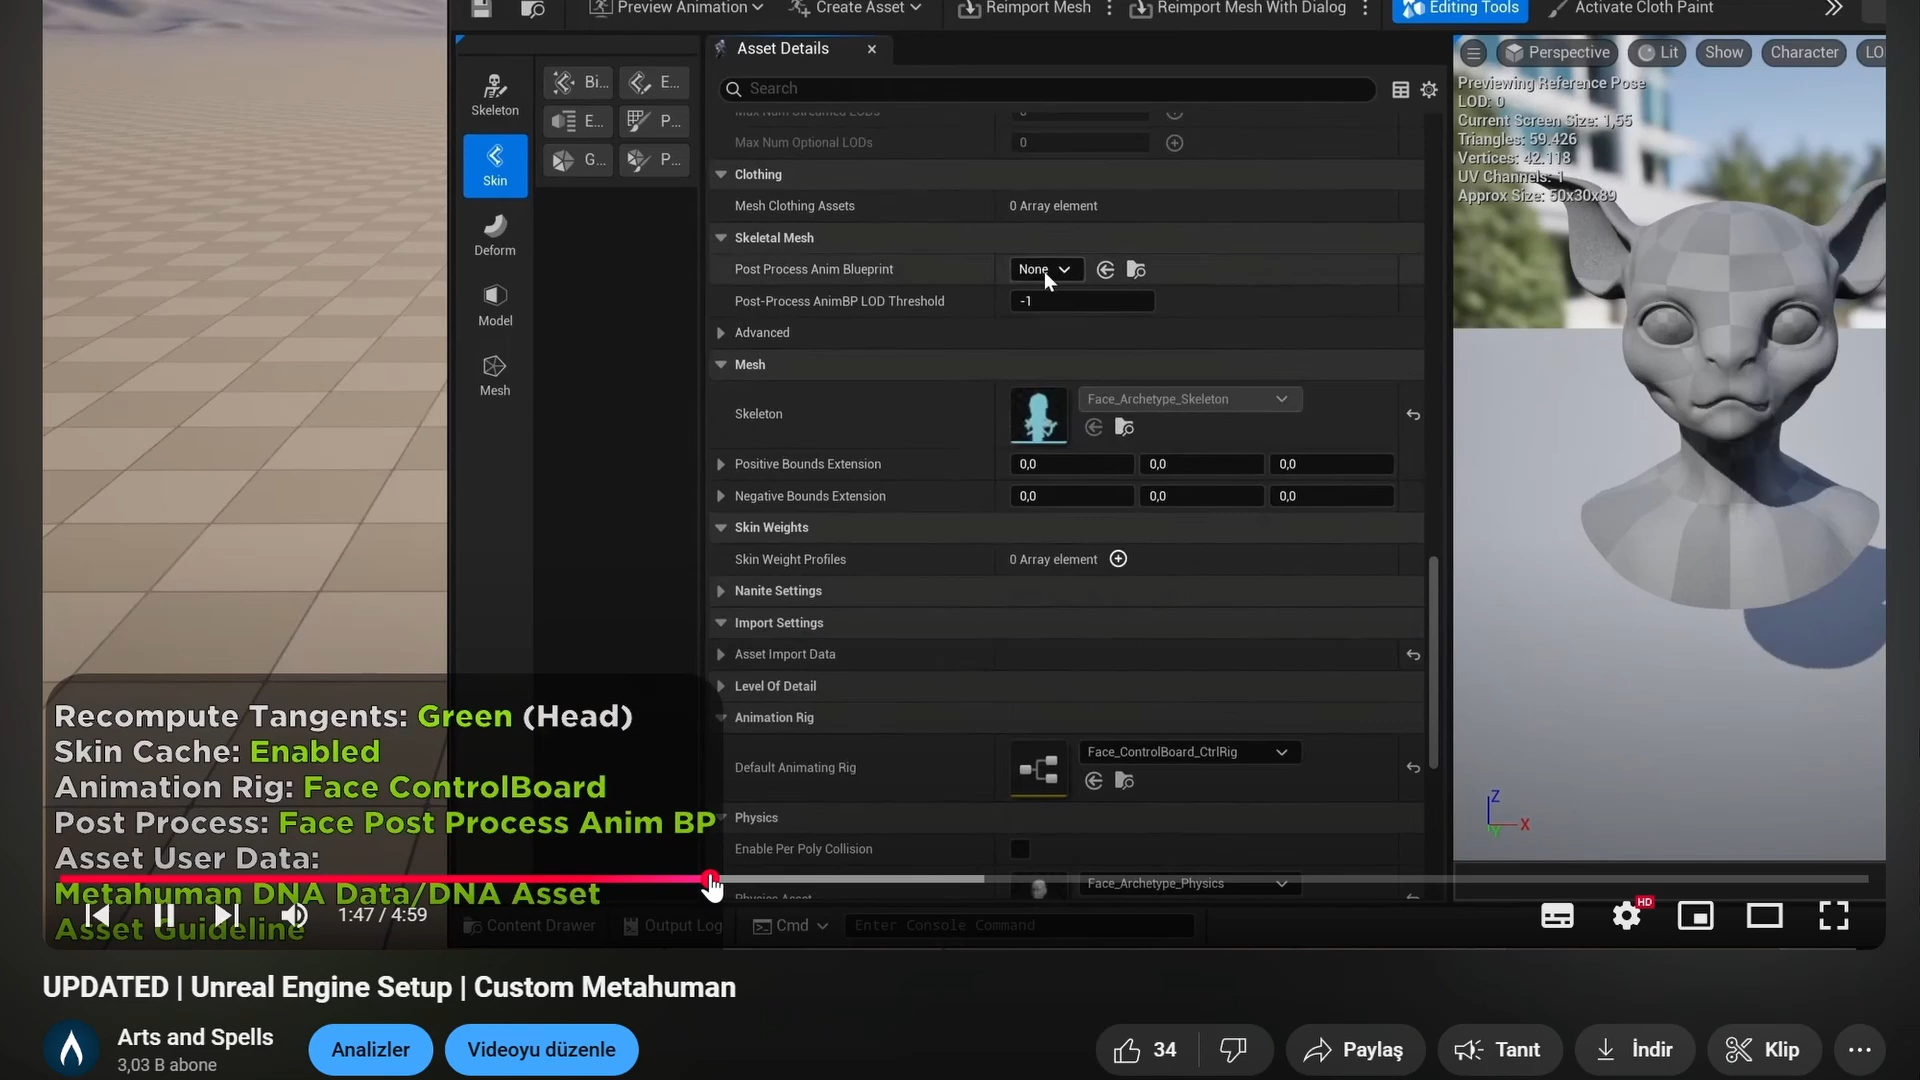 Preview Animation
Create Asset
Reimport Mesh
Reimport Mesh With Dialog
Editing Tools
Activate Cloth Paint
Asset Details
Search
Skeleton
Skin
Deform
Model
Mesh
Bi...
E...
E...
P...
G...
P...
Max Num Streamed LODs
Max Num Optional LODs 0
Clothing
Mesh Clothing Assets 0 Array element
Skeletal Mesh
Post Process Anim Blueprint None
Post-Process AnimBP LOD Threshold -1
Advanced
Mesh
Skeleton Face_Archetype_Skeleton
Positive Bounds Extension 0,0 0,0 0,0
Negative Bounds Extension 0,0 0,0 0,0
Skin Weights
Skin Weight Profiles 0 Array element
Nanite Settings
Import Settings
Asset Import Data
Level Of Detail
Animation Rig
Default Animating Rig Face_ControlBoard_CtrlRig
Physics
Enable Per Poly Collision
Physics Asset Face_Archetype_Physics
Perspective Lit Show Character LO
Previewing Reference Pose
LOD: 0
Current Screen Size: 1,55
Triangles: 59.426
Vertices: 42.118
UV Channels: 1
Approx Size: 50x30x89
Z
X
Y
Recompute Tangents: Green (Head)
Skin Cache: Enabled
Animation Rig: Face ControlBoard
Post Process: Face Post Process Anim BP
Asset User Data:
Metahuman DNA Data/DNA Asset
Asset Guideline
1:47 / 4:59
Content Drawer
Output Log
Cmd
Enter Console Command
HD
UPDATED | Unreal Engine Setup | Custom Metahuman
Arts and Spells
3,03 B abone
Analizler
Videoyu düzenle
34
Paylaş
Tanıt
İndir
Klip